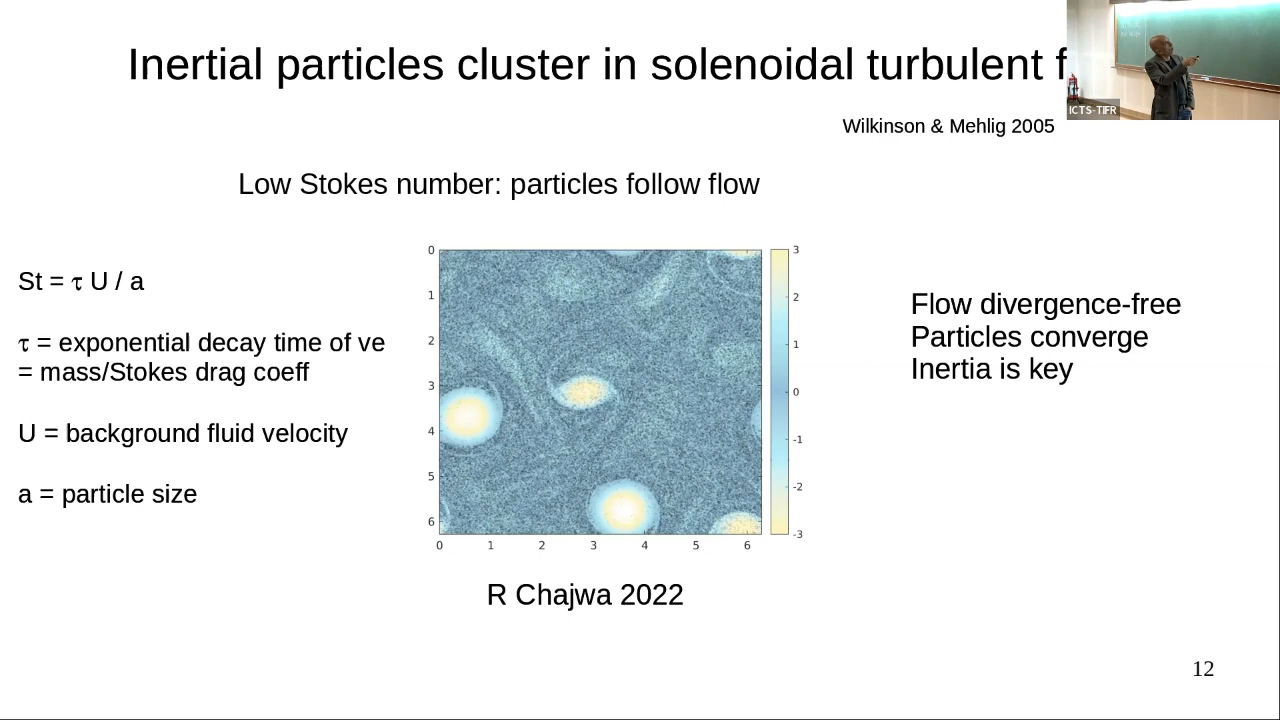 Inertial particles cluster in solenoidal turbulent f
ICTS-TIFR
Wilkinson & Mehlig 2005
Low Stokes number: particles follow flow
St = τ U / a
τ = exponential decay time of ve
= mass/Stokes drag coeff
U = background fluid velocity
a = particle size
0
1
2
3
4
5
6
0 1 2 3 4 5 6
3
2
1
0
-1
-2
-3
Flow divergence-free
Particles converge
Inertia is key
R Chajwa 2022
12